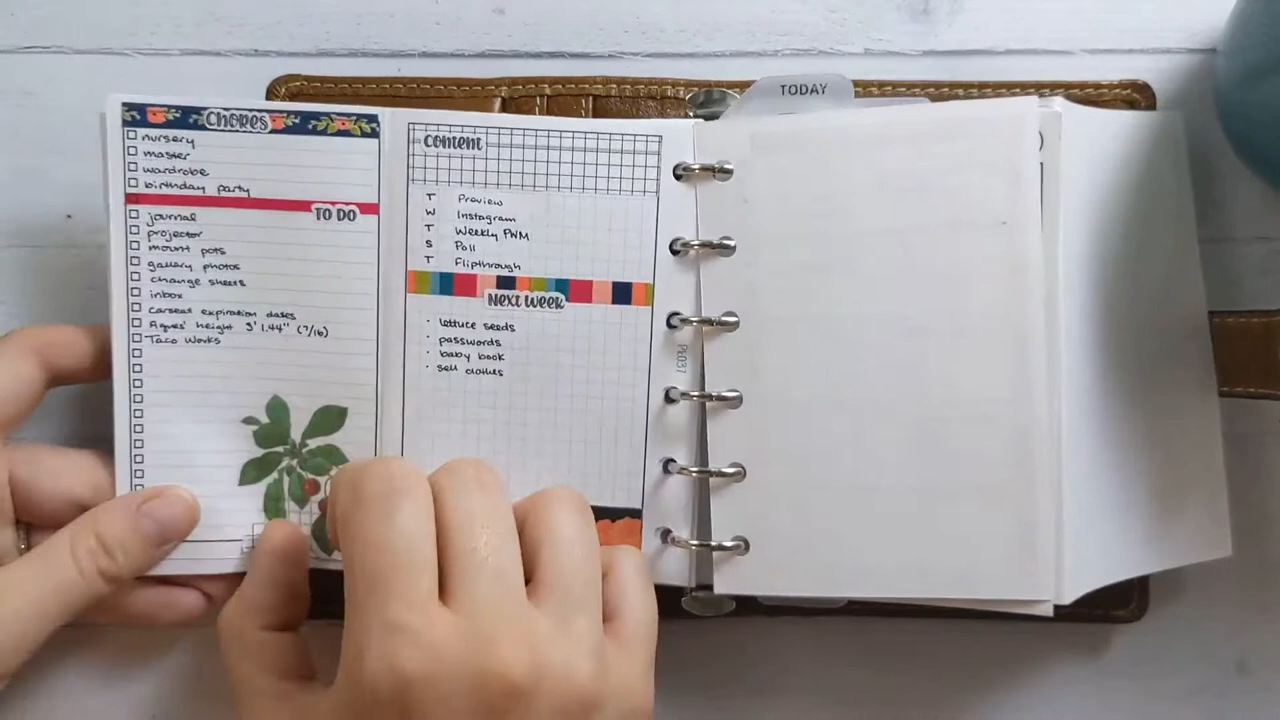 TODAY
Chores
nursery
master
wardrobe
birthday party
TO DO
journal
projector
mount pots
gallery photos
change sheets
inbox
carseat expiration dates
Agnes' height 3' 1.44" (7/16)
Taco Works
Content
T Preview
W Instagram
T Weekly PWM
S Poll
T Flipthrough
Next Week
· lettuce seeds
· passwords
· baby book
· sell clothes
PL037